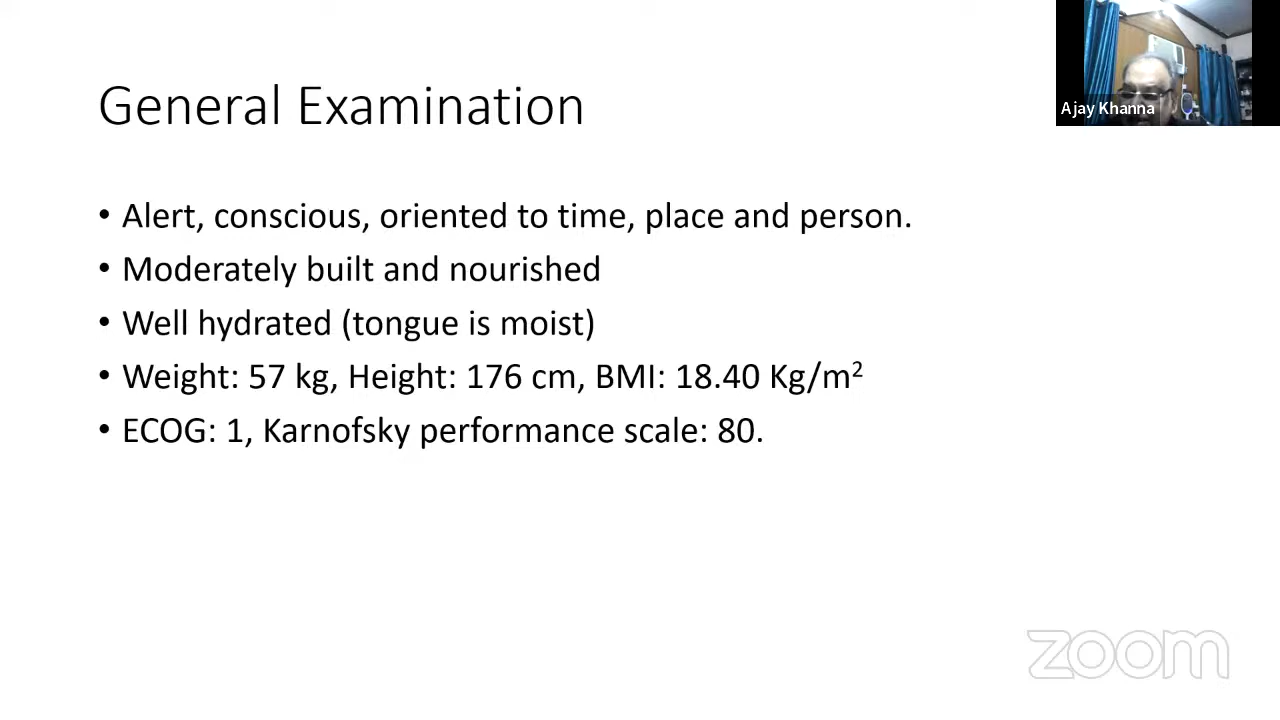 General Examination
Ajay Khanna
• Alert, conscious, oriented to time, place and person.
• Moderately built and nourished
• Well hydrated (tongue is moist)
• Weight: 57 kg, Height: 176 cm, BMI: 18.40 Kg/m²
• ECOG: 1, Karnofsky performance scale: 80.
zoom